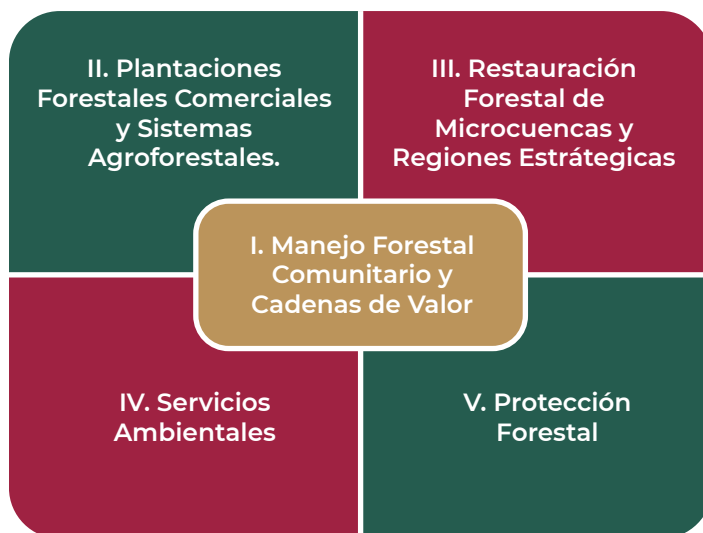 II. Plantaciones
Forestales Comerciales
y Sistemas
Agroforestales.
III. Restauración
Forestal de
Microcuencas y
Regiones Estrátegicas
I. Manejo Forestal
Comunitario y
Cadenas de Valor
IV. Servicios
Ambientales
V. Protección
Forestal